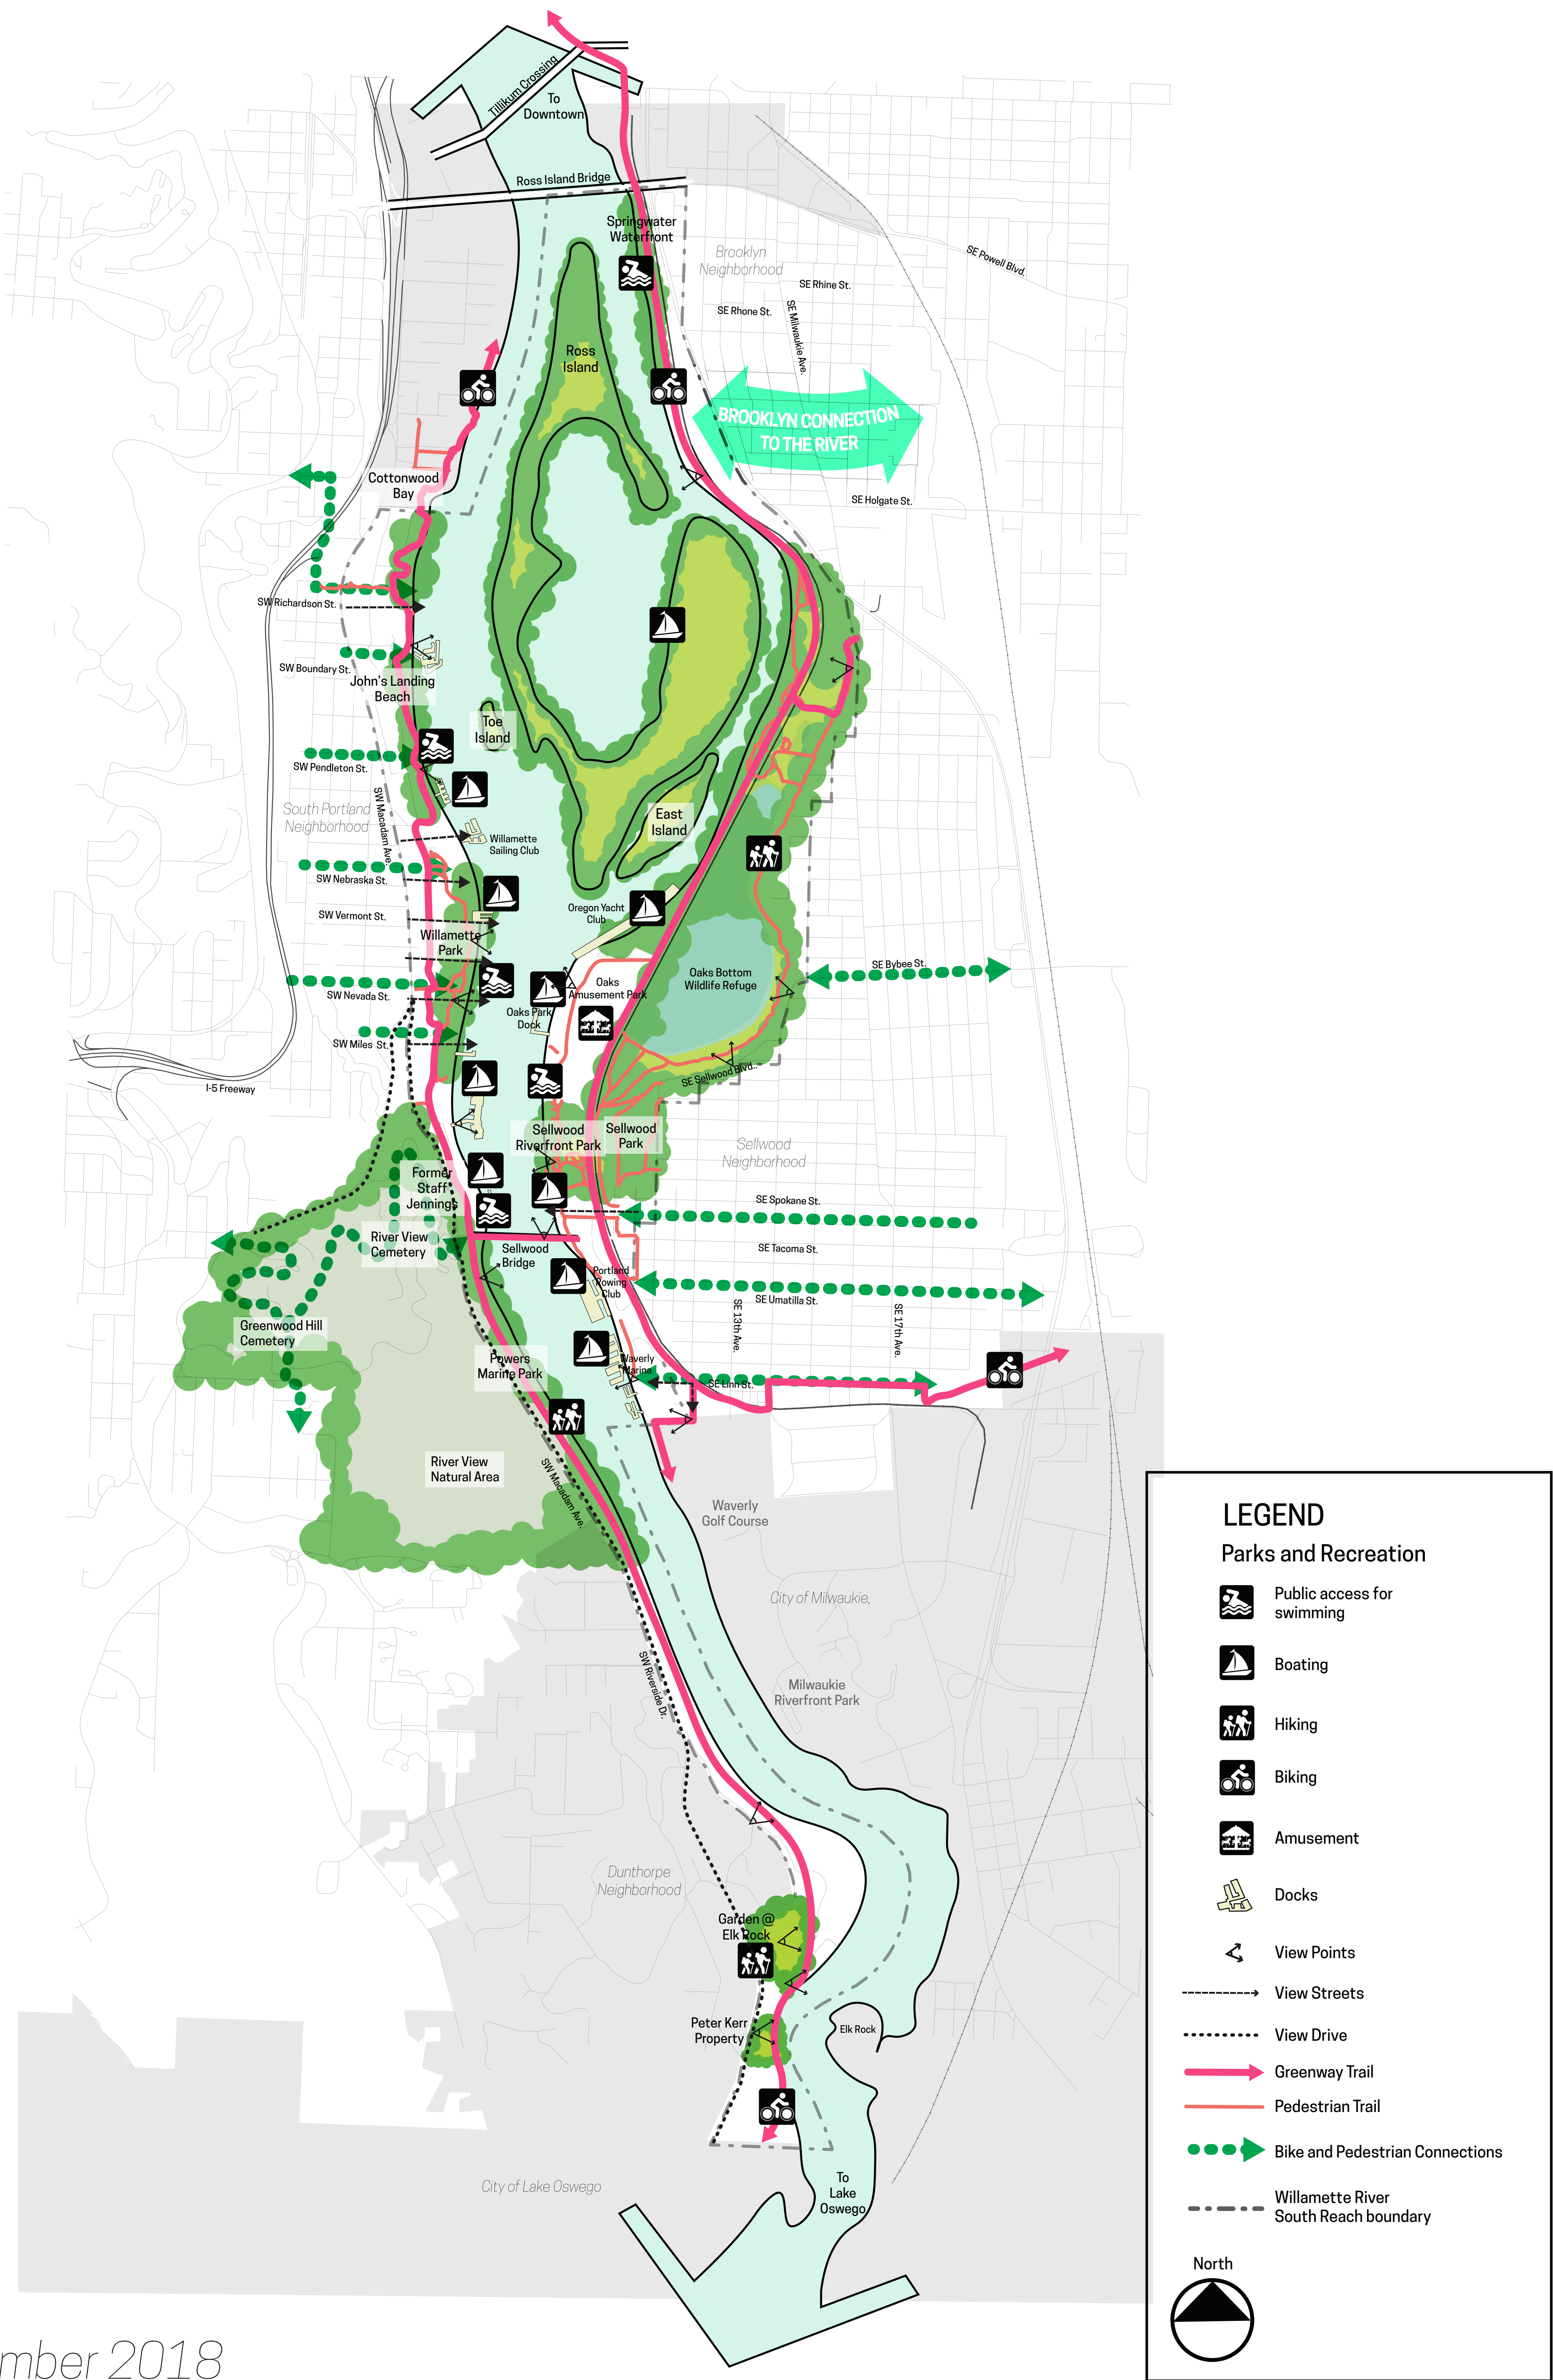 Tillikum Crossing
To
Downtown
Ross Island Bridge
Springwater
Waterfront
Brooklyn
Neighborhood
SE Powell Blvd.
SE Rhine St.
SE Rhone St.
SE Milwaukie Ave.
Ross
Island
BROOKLYN CONNECTION
TO THE RIVER
Cottonwood
Bay
SE Holgate St.
SW Richardson St.
SW Boundary St.
John's Landing
Beach
Toe
Island
SW Pendleton St.
South Portland
Neighborhood
SW Macadam Ave.
East
Island
Willamette
Sailing Club
SW Nebraska St.
Oregon Yacht
Club
SW Vermont St.
Willamette
Park
SE Bybee St.
Oaks Bottom
Wildlife Refuge
Oaks
Amusement Park
SW Nevada St.
Oaks Park
Dock
SW Miles St.
I-5 Freeway
SE Sellwood Blvd..
Sellwood
Riverfront Park
Sellwood
Park
Sellwood
Neighborhood
Former
Staff
Jennings
SE Spokane St.
River View
Cemetery
Sellwood
Bridge
SE Tacoma St.
Portland
Rowing
Club
SE Umatilla St.
SE 13th Ave.
SE 17th Ave.
Greenwood Hill
Cemetery
Powers
Marine Park
Waverly
Marina
SE Linn St.
River View
Natural Area
SW Macadam Ave.
Waverly
Golf Course
City of Milwaukie,
SW Riverside Dr.
Milwaukie
Riverfront Park
Dunthorpe
Neighborhood
Garden @
Elk Rock
Peter Kerr
Property
Elk Rock
City of Lake Oswego
To
Lake
Oswego
LEGEND
Parks and Recreation
Public access for
swimming
Boating
Hiking
Biking
Amusement
Docks
View Points
View Streets
View Drive
Greenway Trail
Pedestrian Trail
Bike and Pedestrian Connections
Willamette River
South Reach boundary
North
mber 2018